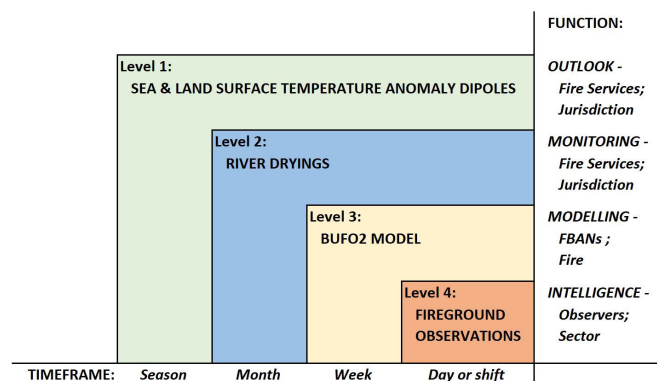 FUNCTION:
Level 1:
SEA & LAND SURFACE TEMPERATURE ANOMALY DIPOLES
OUTLOOK -
Fire Services;
Jurisdiction
Level 2:
RIVER DRYINGS
MONITORING -
Fire Services;
Jurisdiction
Level 3:
BUFO2 MODEL
MODELLING -
FBANs ;
Fire
Level 4:
FIREGROUND
OBSERVATIONS
INTELLIGENCE -
Observers;
Sector
TIMEFRAME: Season Month Week Day or shift